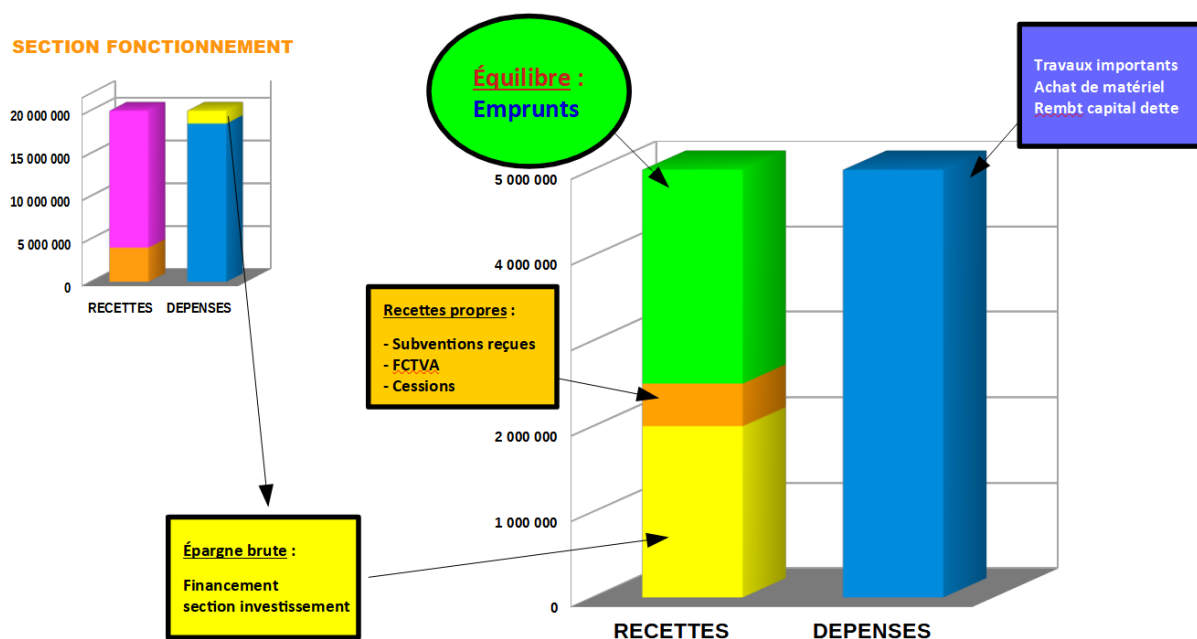 SECTION FONCTIONNEMENT
20 000 000
15 000 000
10 000 000
5 000 000
0
RECETTES DEPENSES
Équilibre :
Emprunts
Travaux importants
Achat de matériel
Rembt capital dette
5 000 000
4 000 000
2 000 000
1 000 000
0
RECETTES DEPENSES
Recettes propres :
- Subventions reçues
- FCTVA
- Cessions
Épargne brute :
Financement
section investissement